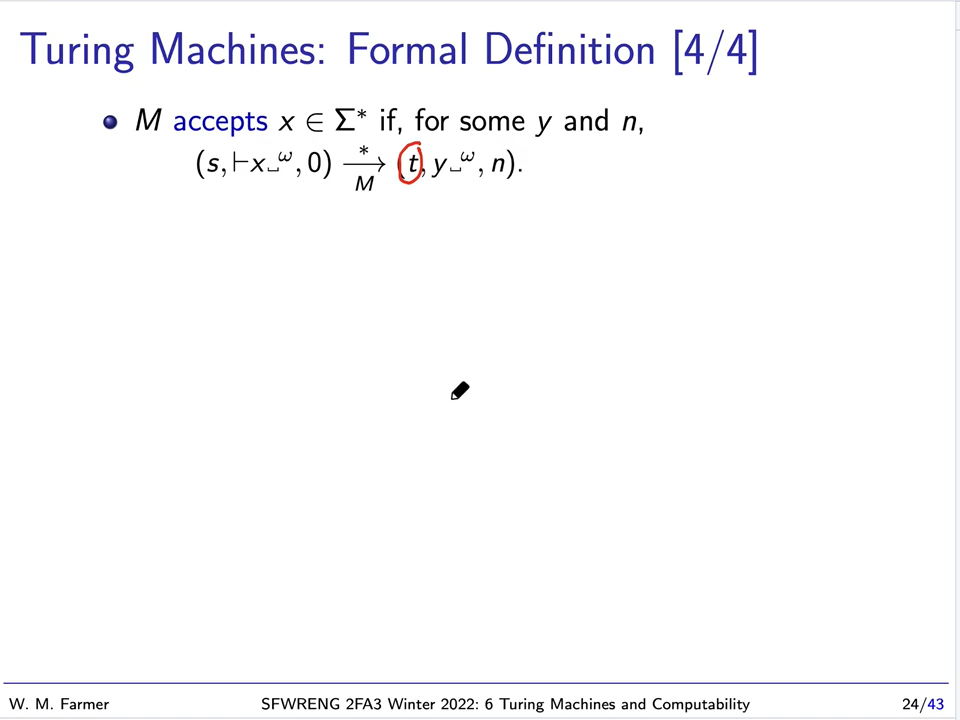 Turing Machines: Formal Definition [4/4]
M accepts x ∈ Σ* if, for some y and n,
(s, ⊢x␣^ω, 0) →*_M (t, y␣^ω, n).
W. M. Farmer SFWRENG 2FA3 Winter 2022: 6 Turing Machines and Computability 24/43